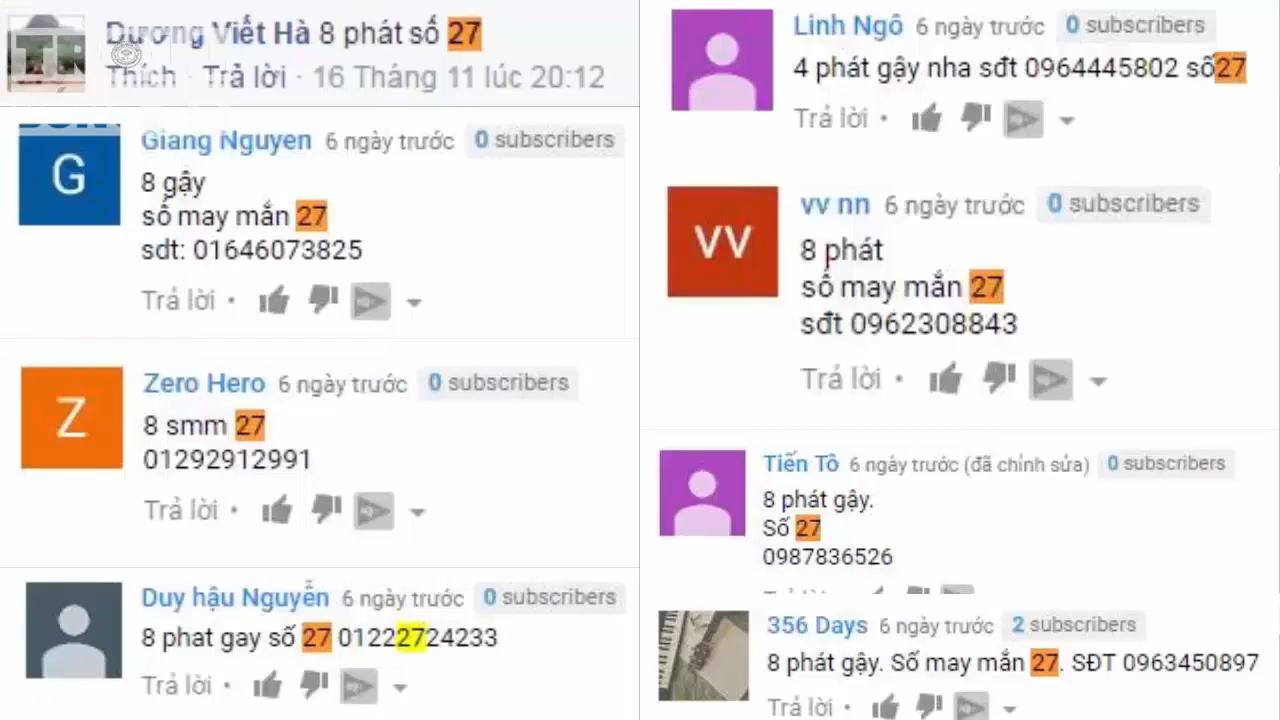 Dương Viết Hà 8 phát số 27
Thích · Trả lời · 16 Tháng 11 lúc 20:12
G
Giang Nguyen 6 ngày trước 0 subscribers
8 gậy
số may mắn 27
sdt: 01646073825
Trả lời •
Z
Zero Hero 6 ngày trước 0 subscribers
8 smm 27
01292912991
Trả lời •
Duy hậu Nguyễn 6 ngày trước 0 subscribers
8 phat gay số 27 01222724233
Trả lời •
Linh Ngô 6 ngày trước 0 subscribers
4 phát gậy nha sđt 0964445802 số27
Trả lời •
VV
vv nn 6 ngày trước 0 subscribers
8 phát
số may mắn 27
sđt 0962308843
Trả lời •
Tiến Tô 6 ngày trước (đã chỉnh sửa) 0 subscribers
8 phát gậy.
Số 27
0987836526
356 Days 6 ngày trước 2 subscribers
8 phát gậy. Số may mắn 27. SĐT 0963450897
Trả lời •